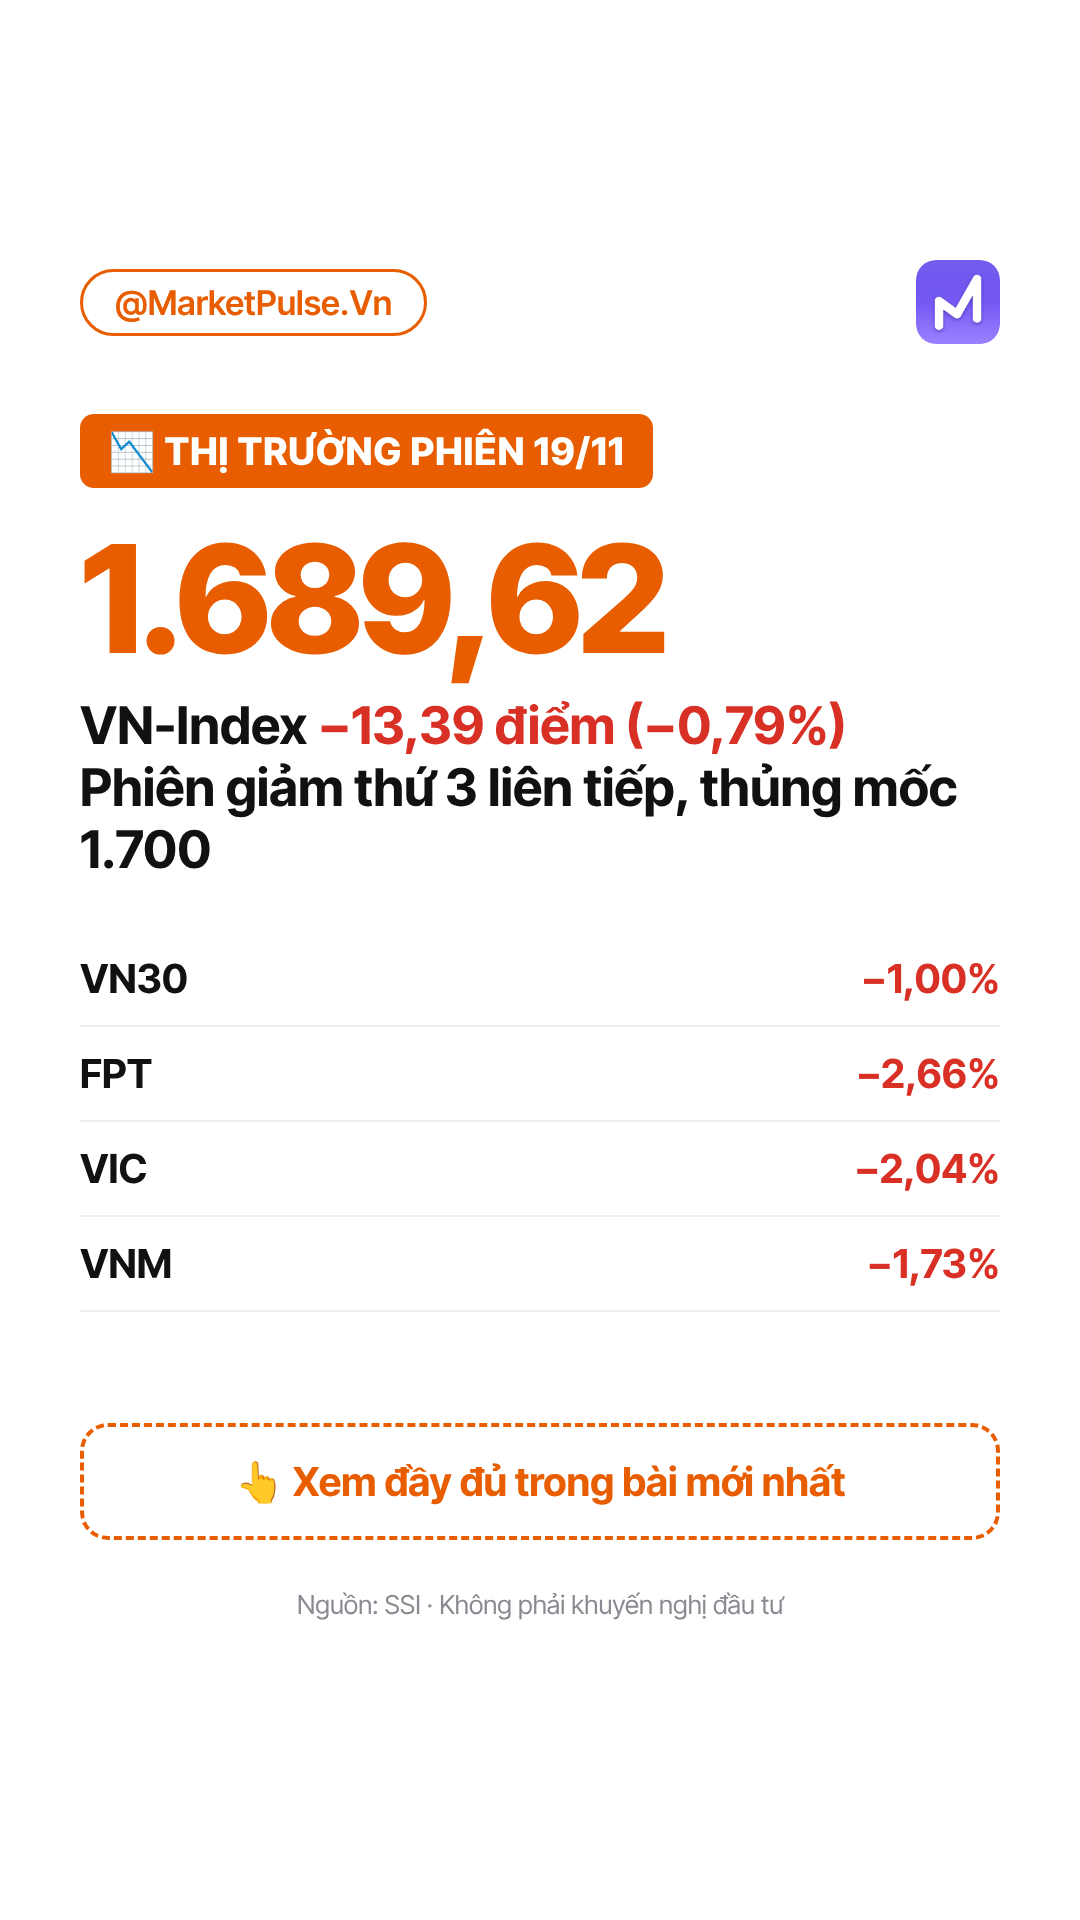 @MarketPulse.Vn
📉 THỊ TRƯỜNG PHIÊN 19/11
1.689,62
VN-Index −13,39 điểm (−0,79%)
Phiên giảm thứ 3 liên tiếp, thủng mốc
1.700
VN30 −1,00%
FPT −2,66%
VIC −2,04%
VNM −1,73%
👆 Xem đầy đủ trong bài mới nhất
Nguồn: SSI · Không phải khuyến nghị đầu tư